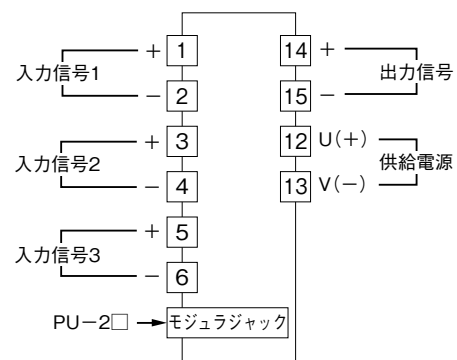 入力信号1
+ 1
− 2
入力信号2
+ 3
− 4
入力信号3
+ 5
− 6
PU−2□
モジュラジャック
14 +
15 −
出力信号
12 U(+)
13 V(−)
供給電源